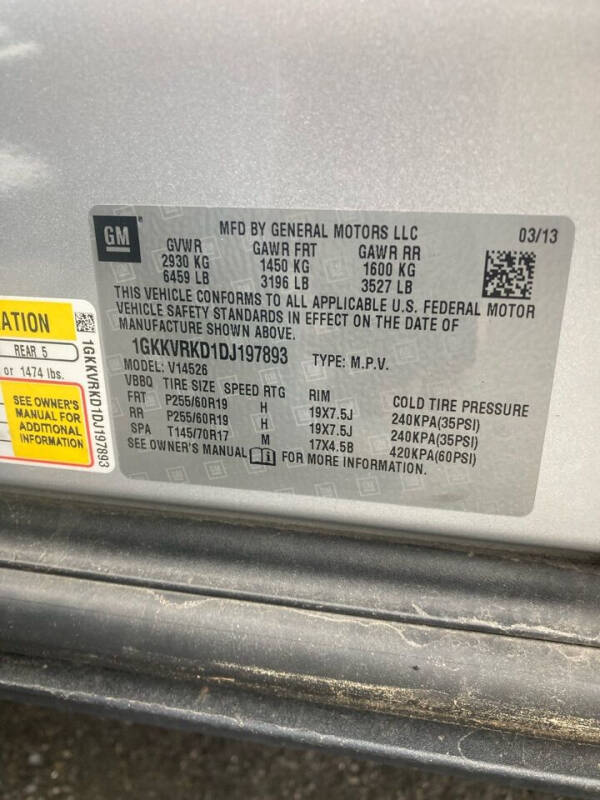 GM
MFD BY GENERAL MOTORS LLC 03/13
GVWR GAWR FRT GAWR RR
2930 KG 1450 KG 1600 KG
6459 LB 3196 LB 3527 LB
THIS VEHICLE CONFORMS TO ALL APPLICABLE U.S. FEDERAL MOTOR
VEHICLE SAFETY STANDARDS IN EFFECT ON THE DATE OF
MANUFACTURE SHOWN ABOVE.
1GKKVRKD1DJ197893 TYPE: M.P.V.
MODEL: V14526
VBBQ TIRE SIZE SPEED RTG RIM COLD TIRE PRESSURE
FRT P255/60R19 H 19X7.5J 240KPA(35PSI)
RR P255/60R19 H 19X7.5J 240KPA(35PSI)
SPA T145/70R17 M 17X4.5B 420KPA(60PSI)
SEE OWNER'S MANUAL FOR MORE INFORMATION.
ATION
REAR 5
or 1474 lbs.
SEE OWNER'S
MANUAL FOR
ADDITIONAL
INFORMATION
1GKKVRKD1DJ197893